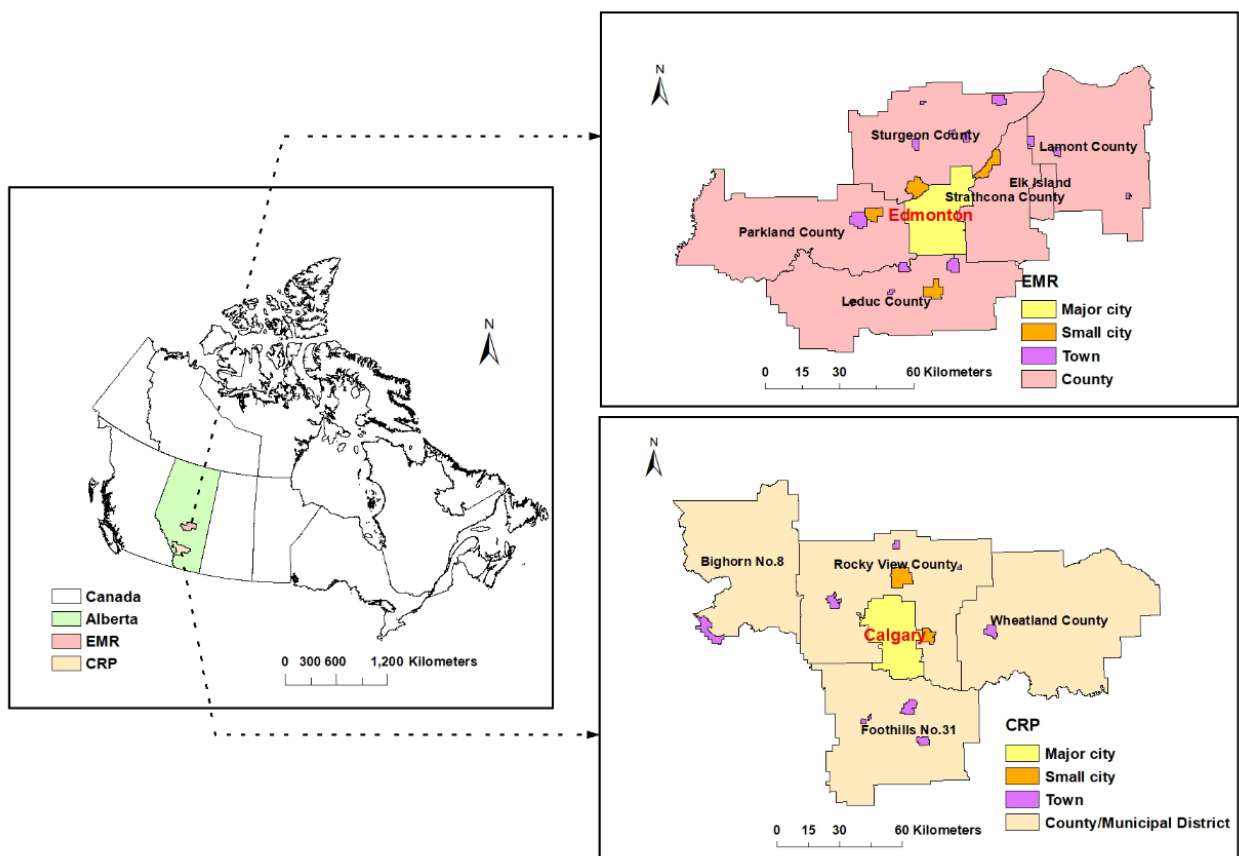 N
Canada
Alberta
EMR
CRP
0 300 600 1,200 Kilometers
N
Sturgeon County
Lamont County
Elk Island
Strathcona County
Edmonton
Parkland County
Leduc County
EMR
Major city
Small city
Town
County
0 15 30 60 Kilometers
N
Bighorn No.8
Rocky View County
Wheatland County
Calgary
Foothills No.31
CRP
Major city
Small city
Town
County/Municipal District
0 15 30 60 Kilometers